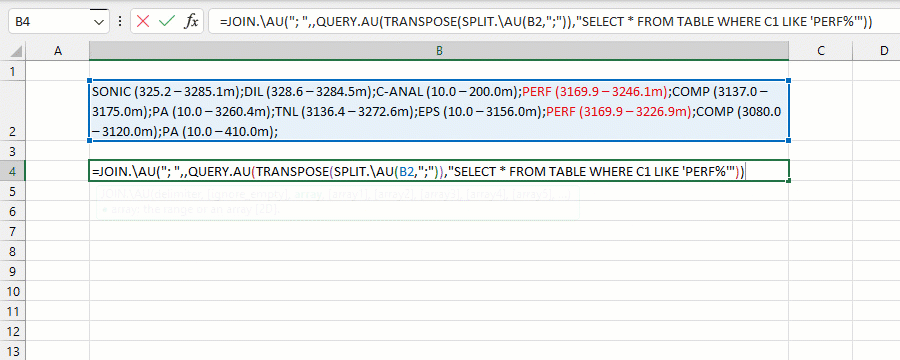 B4
fx =JOIN.\AU("; ",,QUERY.AU(TRANSPOSE(SPLIT.\AU(B2,";")),"SELECT * FROM TABLE WHERE C1 LIKE 'PERF%'"))
A B C D
1
2
SONIC (325.2 – 3285.1m);DIL (328.6 – 3284.5m);C-ANAL (10.0 – 200.0m);PERF (3169.9 – 3246.1m);COMP (3137.0 –
3175.0m);PA (10.0 – 3260.4m);TNL (3136.4 – 3272.6m);EPS (10.0 – 3156.0m);PERF (3169.9 – 3226.9m);COMP (3080.0
– 3120.0m);PA (10.0 – 410.0m);
3
4 =JOIN.\AU("; ",,QUERY.AU(TRANSPOSE(SPLIT.\AU(B2,";")),"SELECT * FROM TABLE WHERE C1 LIKE 'PERF%'"))
5
6
7
8
9
10
11
12
13